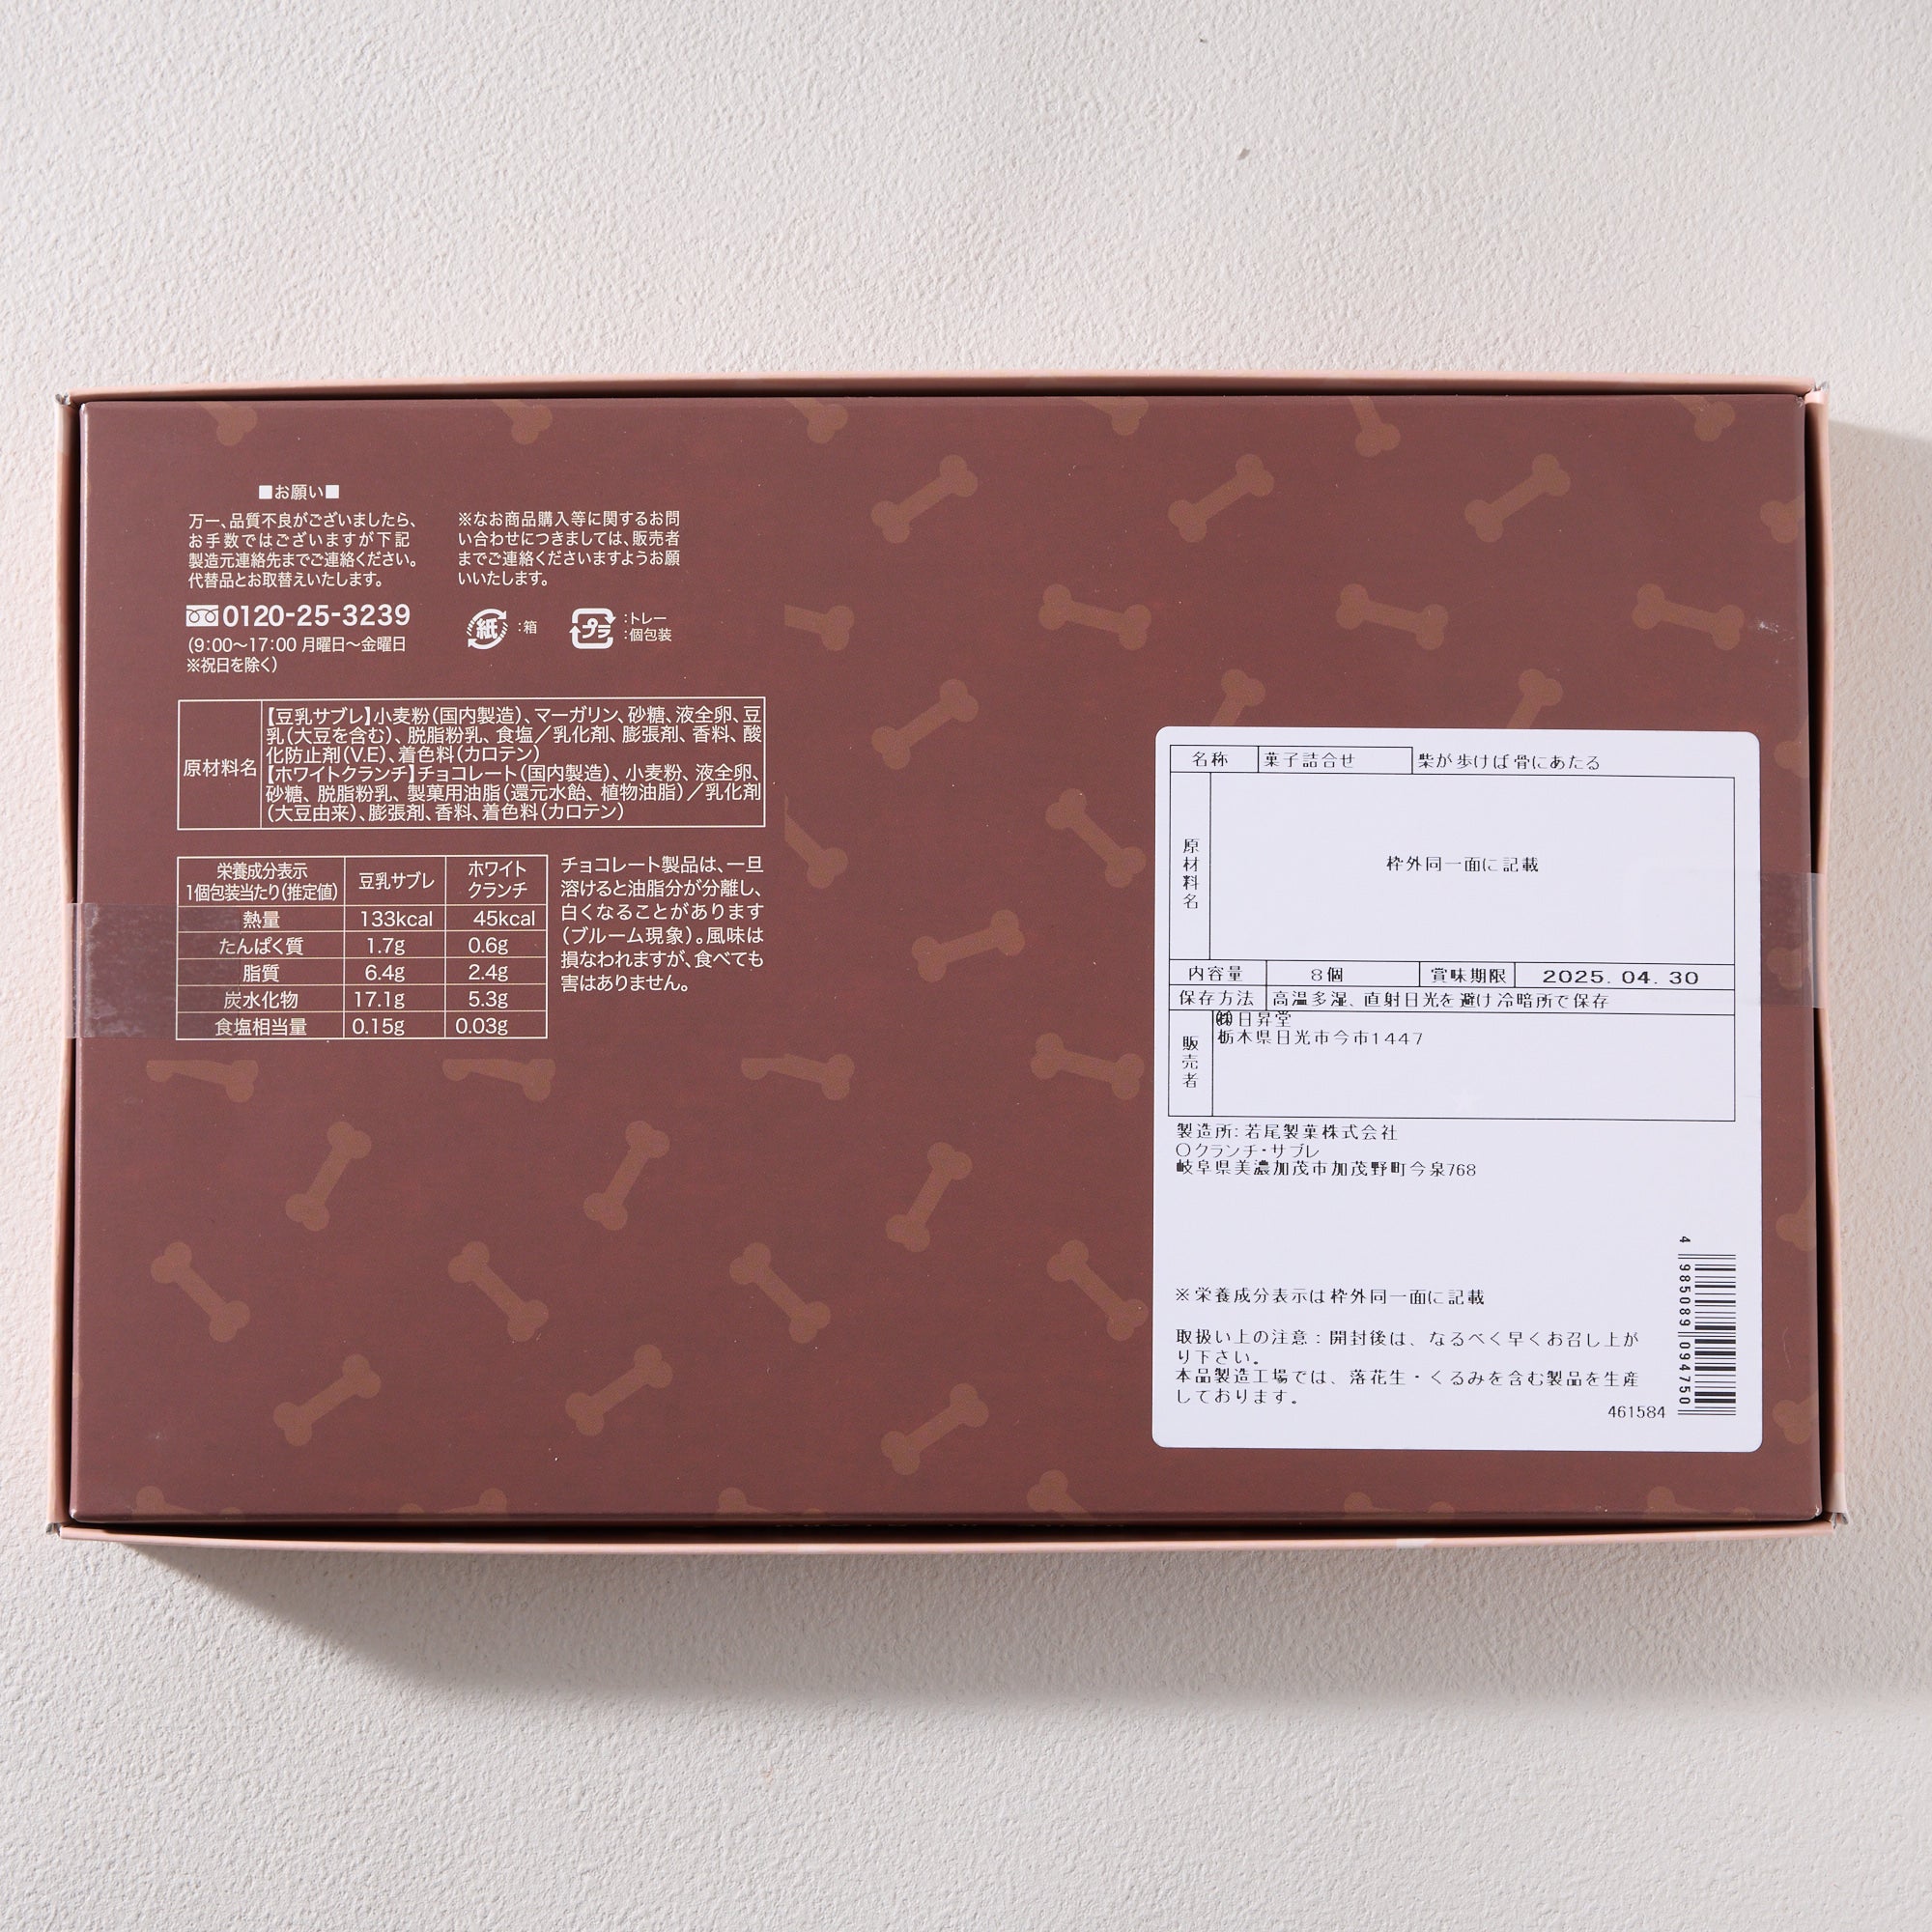 ■お願い■
万一、品質不良がございましたら、
お手数ではございますが下記
製造元連絡先までご連絡ください。
代替品とお取替えいたします。
0120-25-3239
(9:00〜17:00 月曜日〜金曜日
※祝日を除く)
※なお商品購入等に関するお問
い合わせにつきましては、販売者
までご連絡くださいますようお願
いいたします。
紙 :箱
プラ :トレー
:個包装
原材料名
【豆乳サブレ】小麦粉(国内製造)、マーガリン、砂糖、液全卵、豆
乳(大豆を含む)、脱脂粉乳、食塩/乳化剤、膨張剤、香料、酸
化防止剤(V.E)、着色料(カロテン)
【ホワイトクランチ】チョコレート(国内製造)、小麦粉、液全卵、
砂糖、脱脂粉乳、製菓用油脂(還元水飴、植物油脂)/乳化剤
(大豆由来)、膨張剤、香料、着色料(カロテン)
栄養成分表示
1個包装当たり(推定値)
豆乳サブレ
ホワイト
クランチ
熱量 133kcal 45kcal
たんぱく質 1.7g 0.6g
脂質 6.4g 2.4g
炭水化物 17.1g 5.3g
食塩相当量 0.15g 0.03g
チョコレート製品は、一旦
溶けると油脂分が分離し、
白くなることがあります
(ブルーム現象)。風味は
損なわれますが、食べても
害はありません。
名称 菓子詰合せ 柴が歩けば骨にあたる
原材料名
枠外同一面に記載
内容量 8個 賞味期限 2025.04.30
保存方法 高温多湿、直射日光を避け冷暗所で保存
販売者
㈱日昇堂
栃木県日光市今市1447
製造所:若尾製菓株式会社
〇クランチ・サブレ
岐阜県美濃加茂市加茂野町今泉768
※栄養成分表示は枠外同一面に記載
取扱い上の注意:開封後は、なるべく早くお召し上が
り下さい。
本品製造工場では、落花生・くるみを含む製品を生産
しております。
461584
4 985089 094750